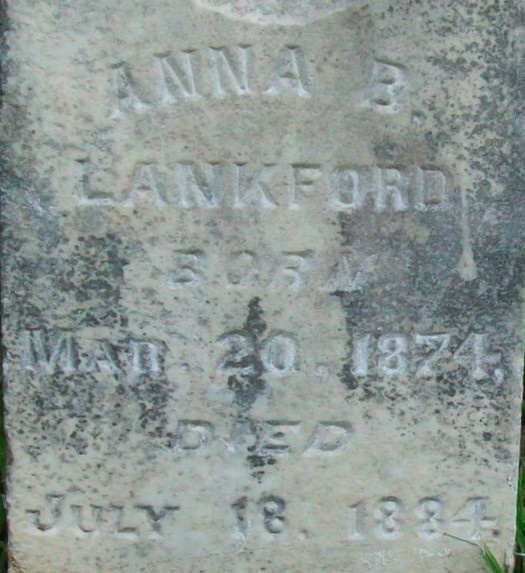 ANNA B.
LANKFORD
BORN
MAR 20, 1874,
DIED
JULY 18, 1884.